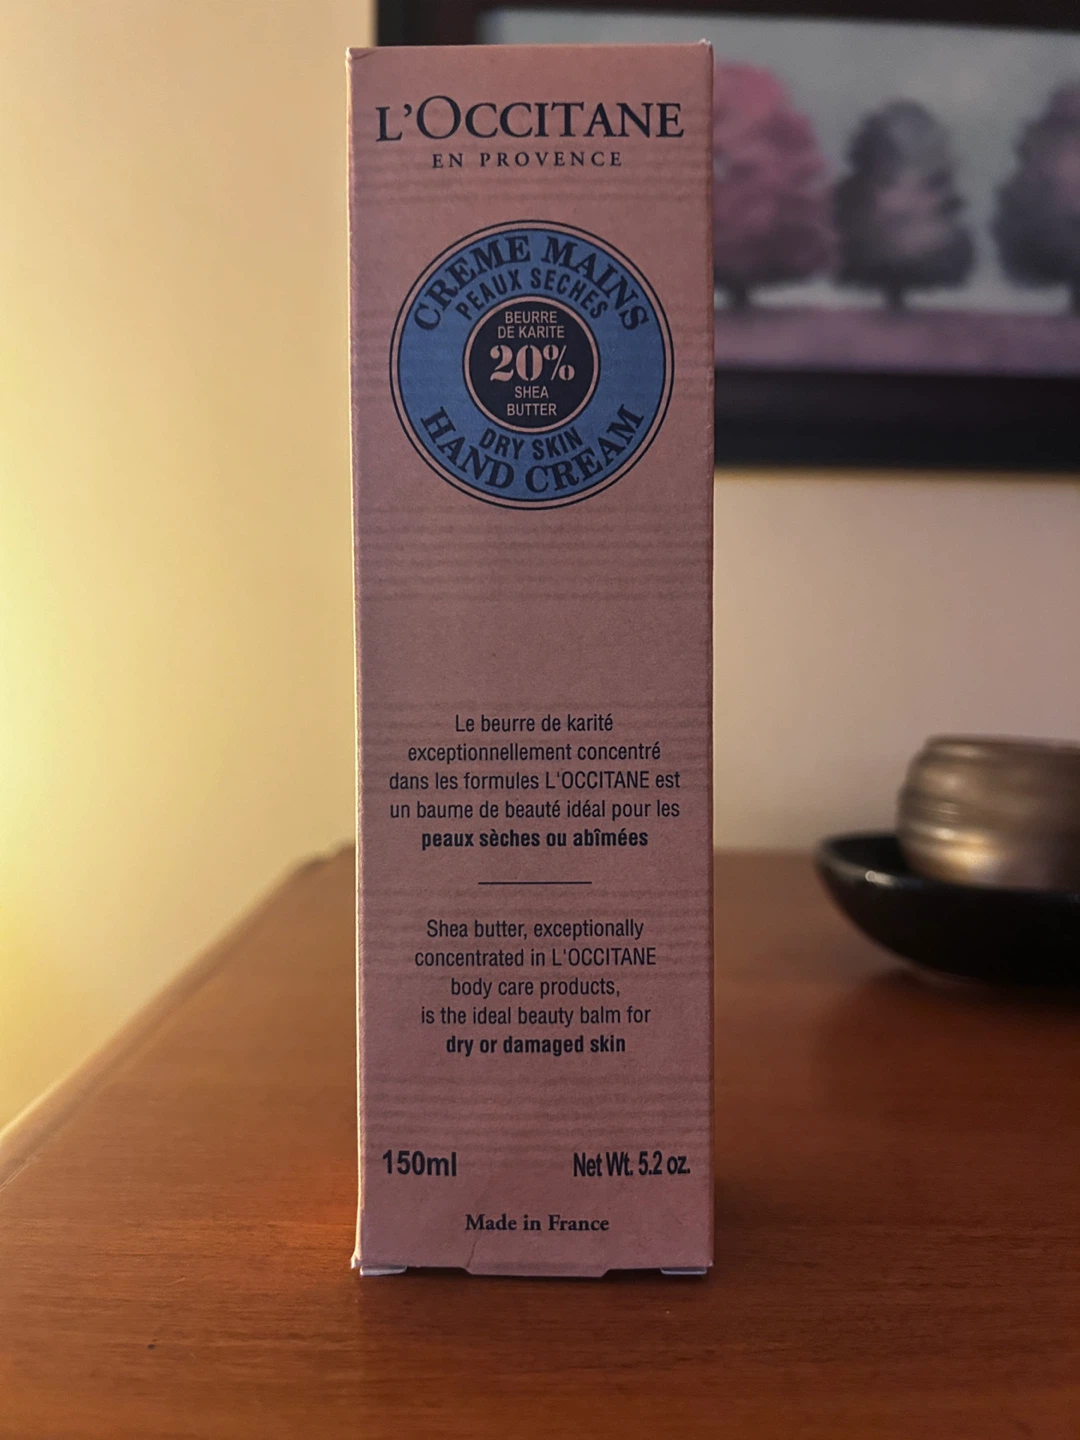 L'OCCITANE
EN PROVENCE
CREME MAINS
PEAUX SECHES
BEURRE
DE KARITE
20%
SHEA
BUTTER
DRY SKIN
HAND CREAM
Le beurre de karité
exceptionnellement concentré
dans les formules L'OCCITANE est
un baume de beauté idéal pour les
peaux sèches ou abîmées
Shea butter, exceptionally
concentrated in L'OCCITANE
body care products,
is the ideal beauty balm for
dry or damaged skin
150ml Net Wt. 5.2 oz.
Made in France